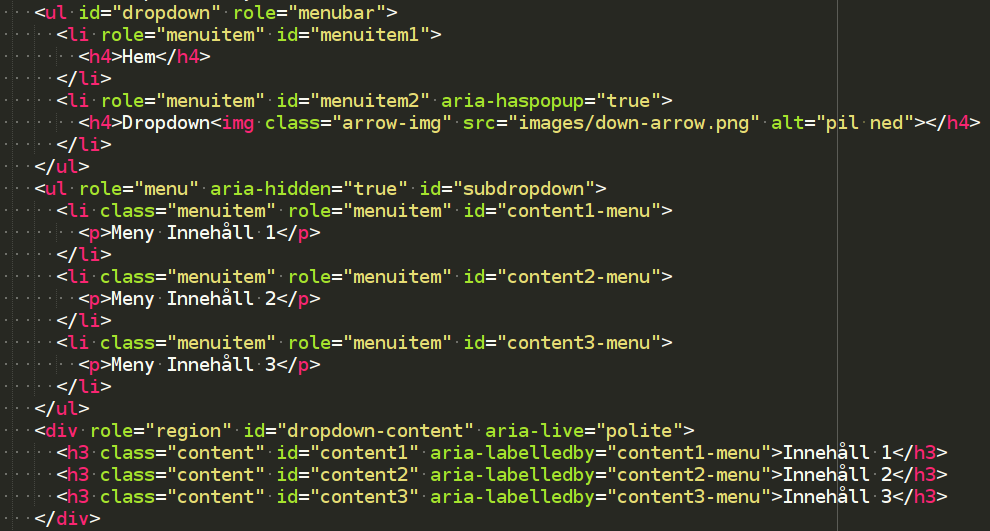 <ul id="dropdown" role="menubar">
<li role="menuitem" id="menuitem1">
<h4>Hem</h4>
</li>
<li role="menuitem" id="menuitem2" aria-haspopup="true">
<h4>Dropdown<img class="arrow-img" src="images/down-arrow.png" alt="pil ned"></h4>
</li>
</ul>
<ul role="menu" aria-hidden="true" id="subdropdown">
<li class="menuitem" role="menuitem" id="content1-menu">
<p>Meny Innehåll 1</p>
</li>
<li class="menuitem" role="menuitem" id="content2-menu">
<p>Meny Innehåll 2</p>
</li>
<li class="menuitem" role="menuitem" id="content3-menu">
<p>Meny Innehåll 3</p>
</li>
</ul>
<div role="region" id="dropdown-content" aria-live="polite">
<h3 class="content" id="content1" aria-labelledby="content1-menu">Innehåll 1</h3>
<h3 class="content" id="content2" aria-labelledby="content2-menu">Innehåll 2</h3>
<h3 class="content" id="content3" aria-labelledby="content3-menu">Innehåll 3</h3>
</div>